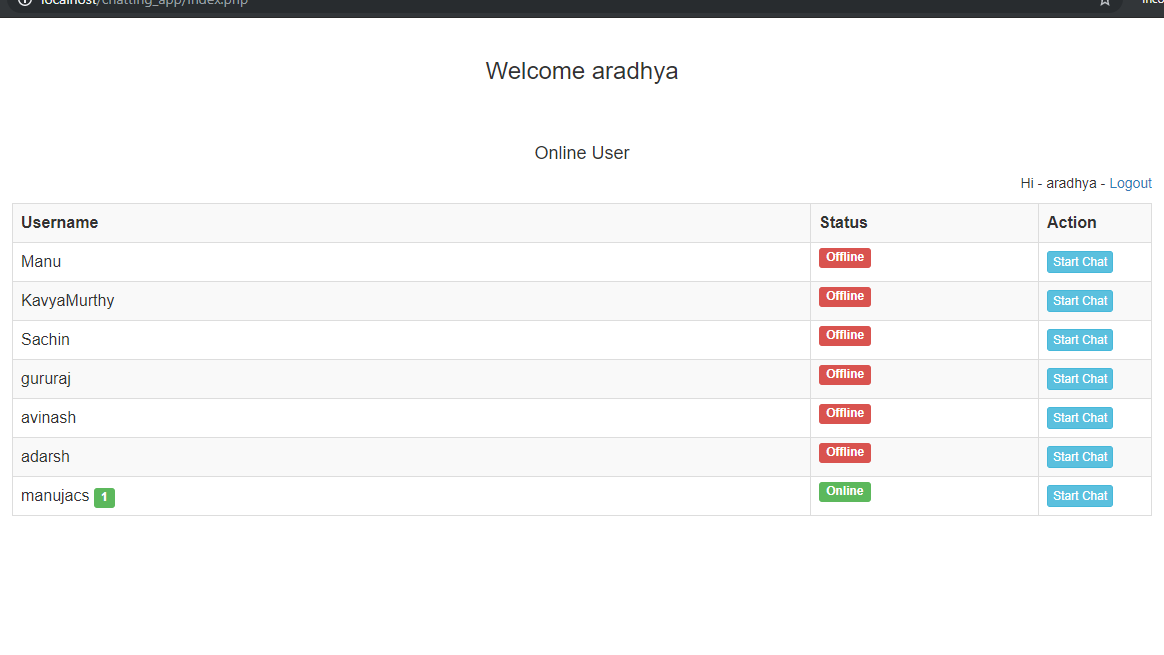 localhost/chatting_app/index.php
Welcome aradhya
Online User
Hi - aradhya - Logout
Username Status Action
Manu Offline Start Chat
KavyaMurthy Offline Start Chat
Sachin Offline Start Chat
gururaj Offline Start Chat
avinash Offline Start Chat
adarsh Offline Start Chat
manujacs 1 Online Start Chat